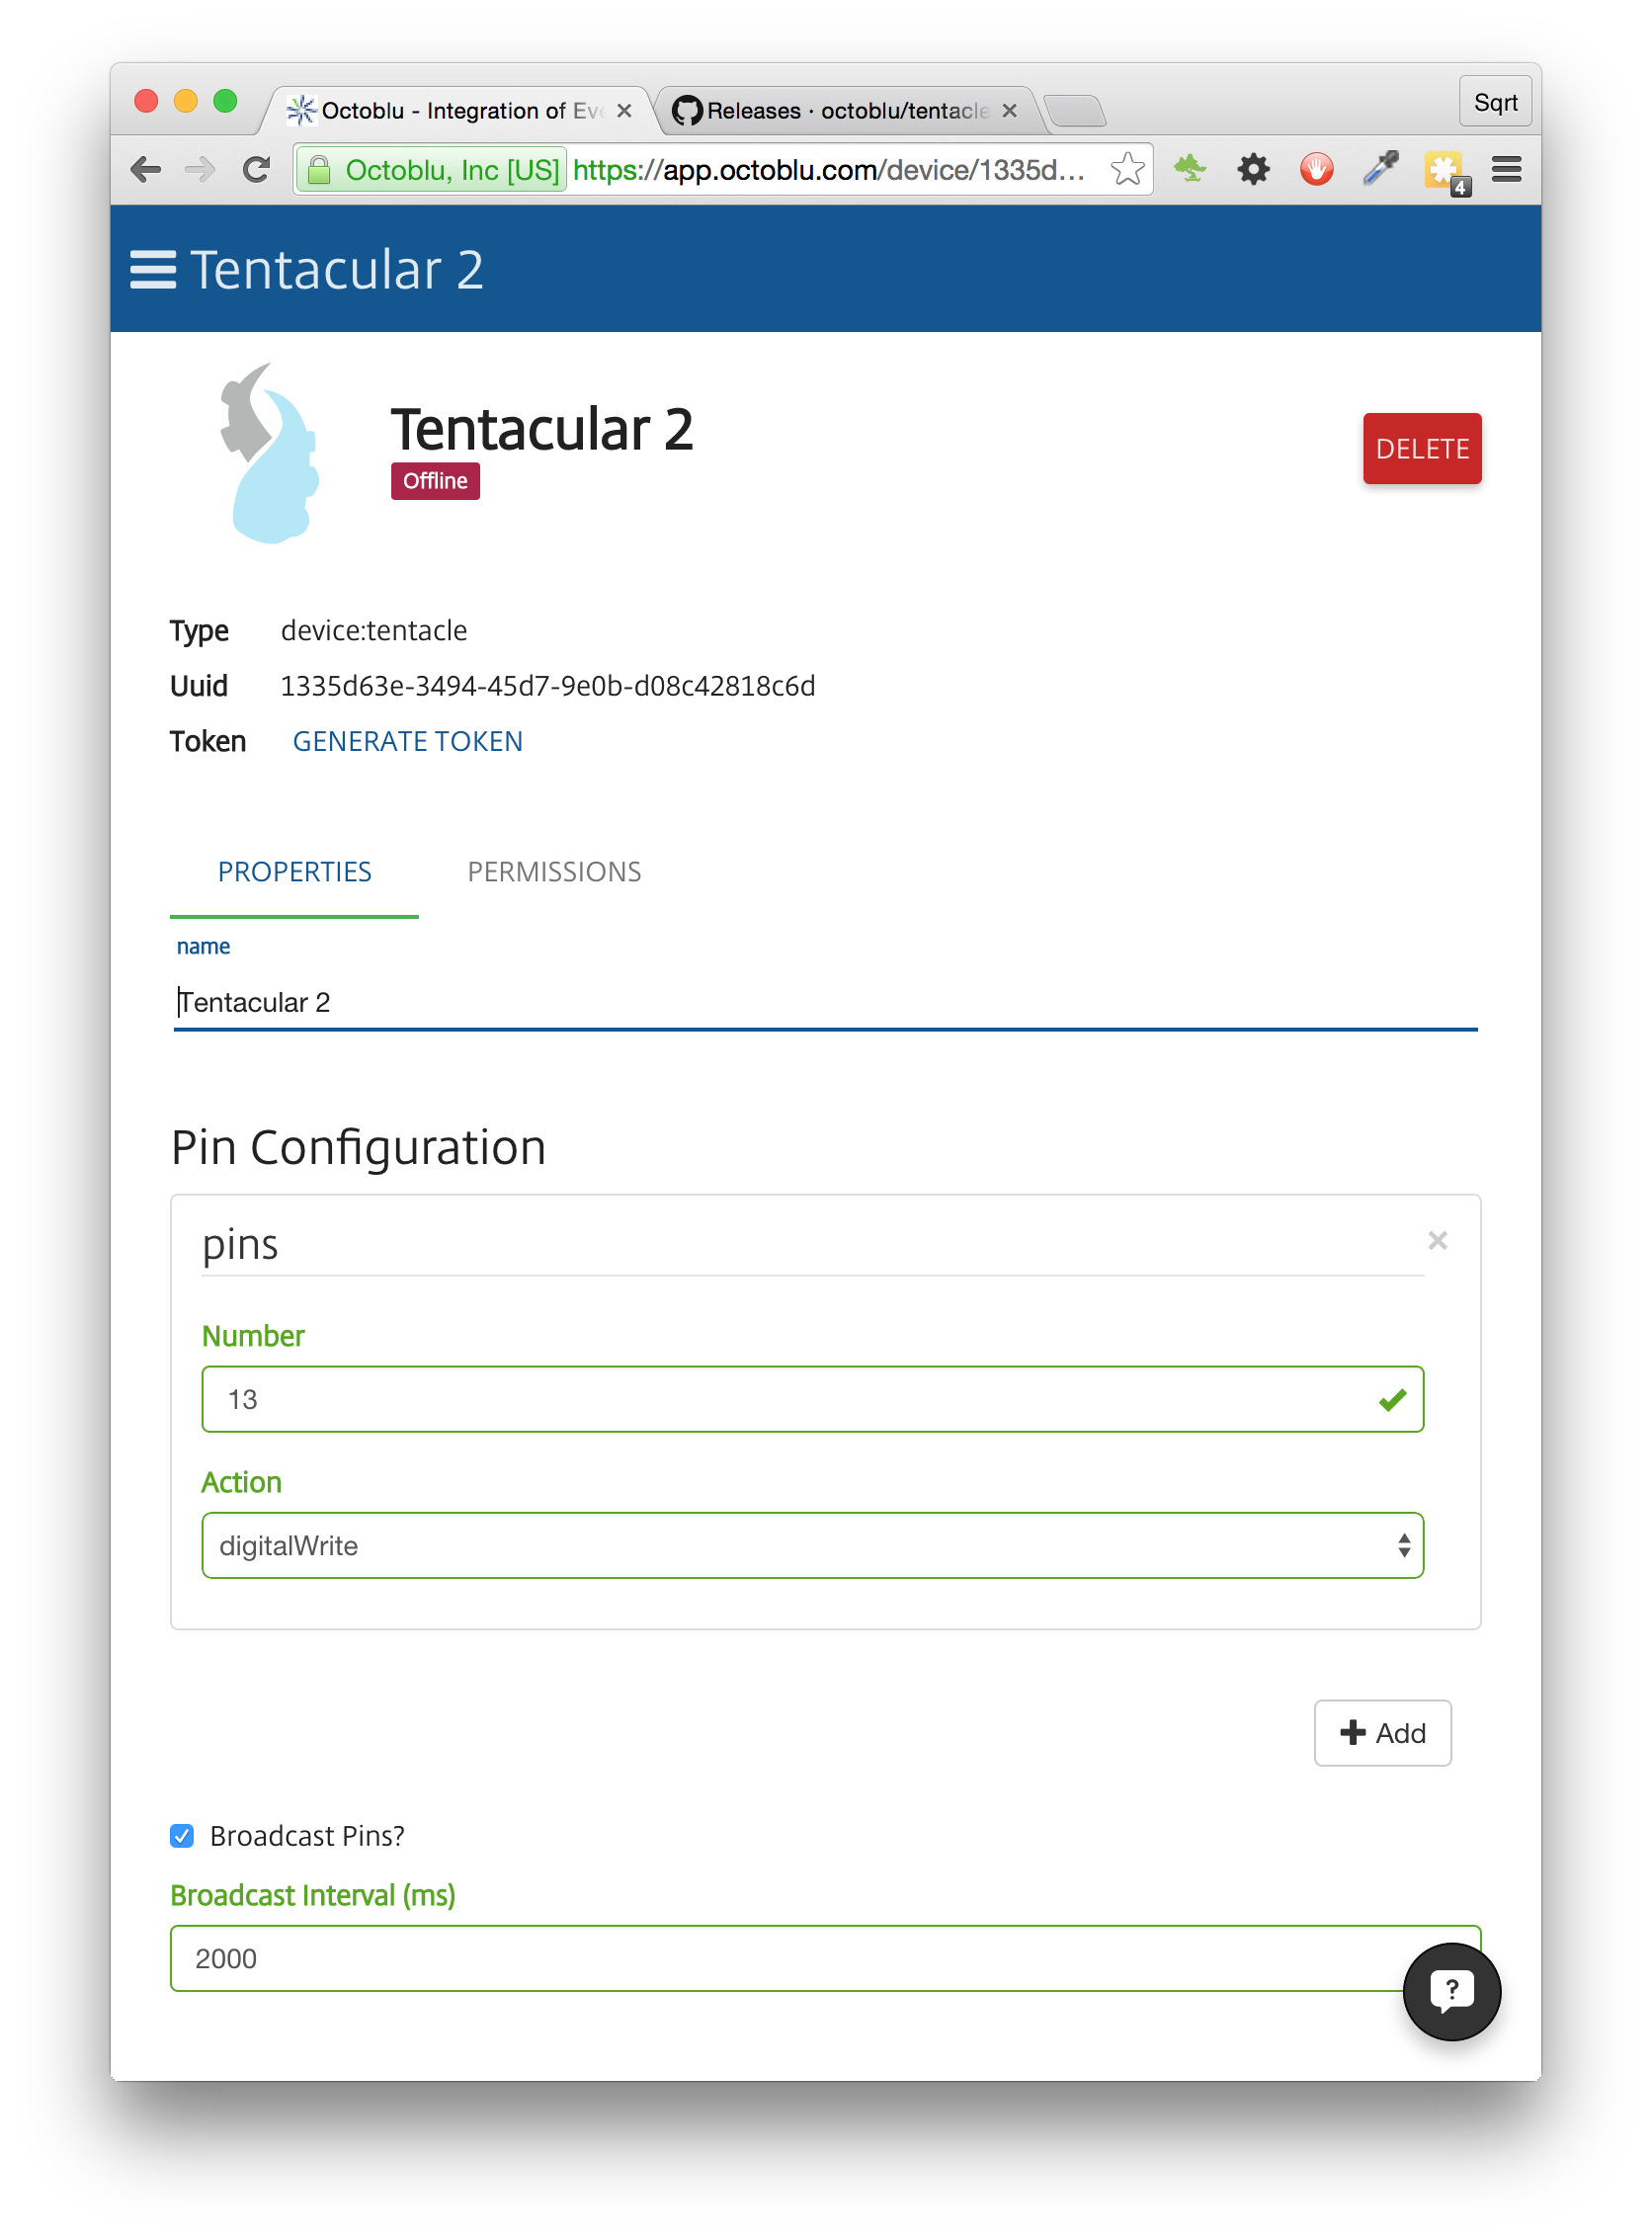 Octoblu - Integration of Eve
Releases · octoblu/tentacle
Sqrt
Octoblu, Inc [US] https://app.octoblu.com/device/1335d...
4
Tentacular 2
Tentacular 2
Offline
DELETE
Type device:tentacle
Uuid 1335d63e-3494-45d7-9e0b-d08c42818c6d
Token GENERATE TOKEN
PROPERTIES PERMISSIONS
name
Tentacular 2
Pin Configuration
pins ×
Number
13
Action
digitalWrite
+ Add
Broadcast Pins?
Broadcast Interval (ms)
2000
?